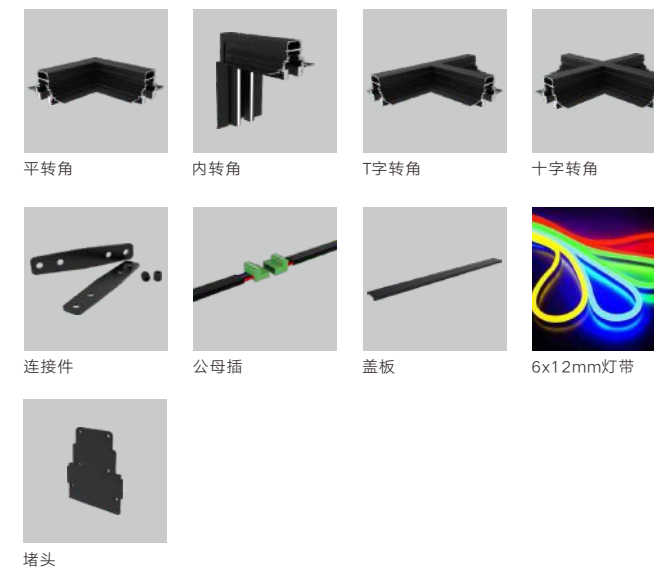 平转角
内转角
T字转角
十字转角
连接件
公母插
盖板
6x12mm灯带
堵头